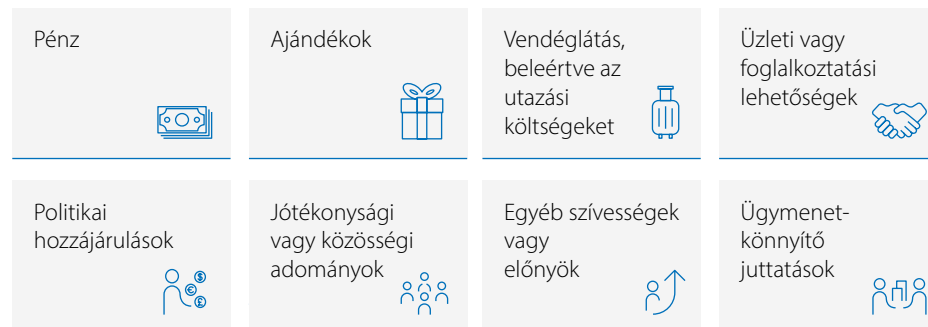 Pénz
Ajándékok
Vendéglátás,
beleértve az
utazási
költségeket
Üzleti vagy
foglalkoztatási
lehetőségek
Politikai
hozzájárulások
Jótékonysági
vagy közösségi
adományok
Egyéb szívességek
vagy
előnyök
Ügymenet-
könnyítő
juttatások